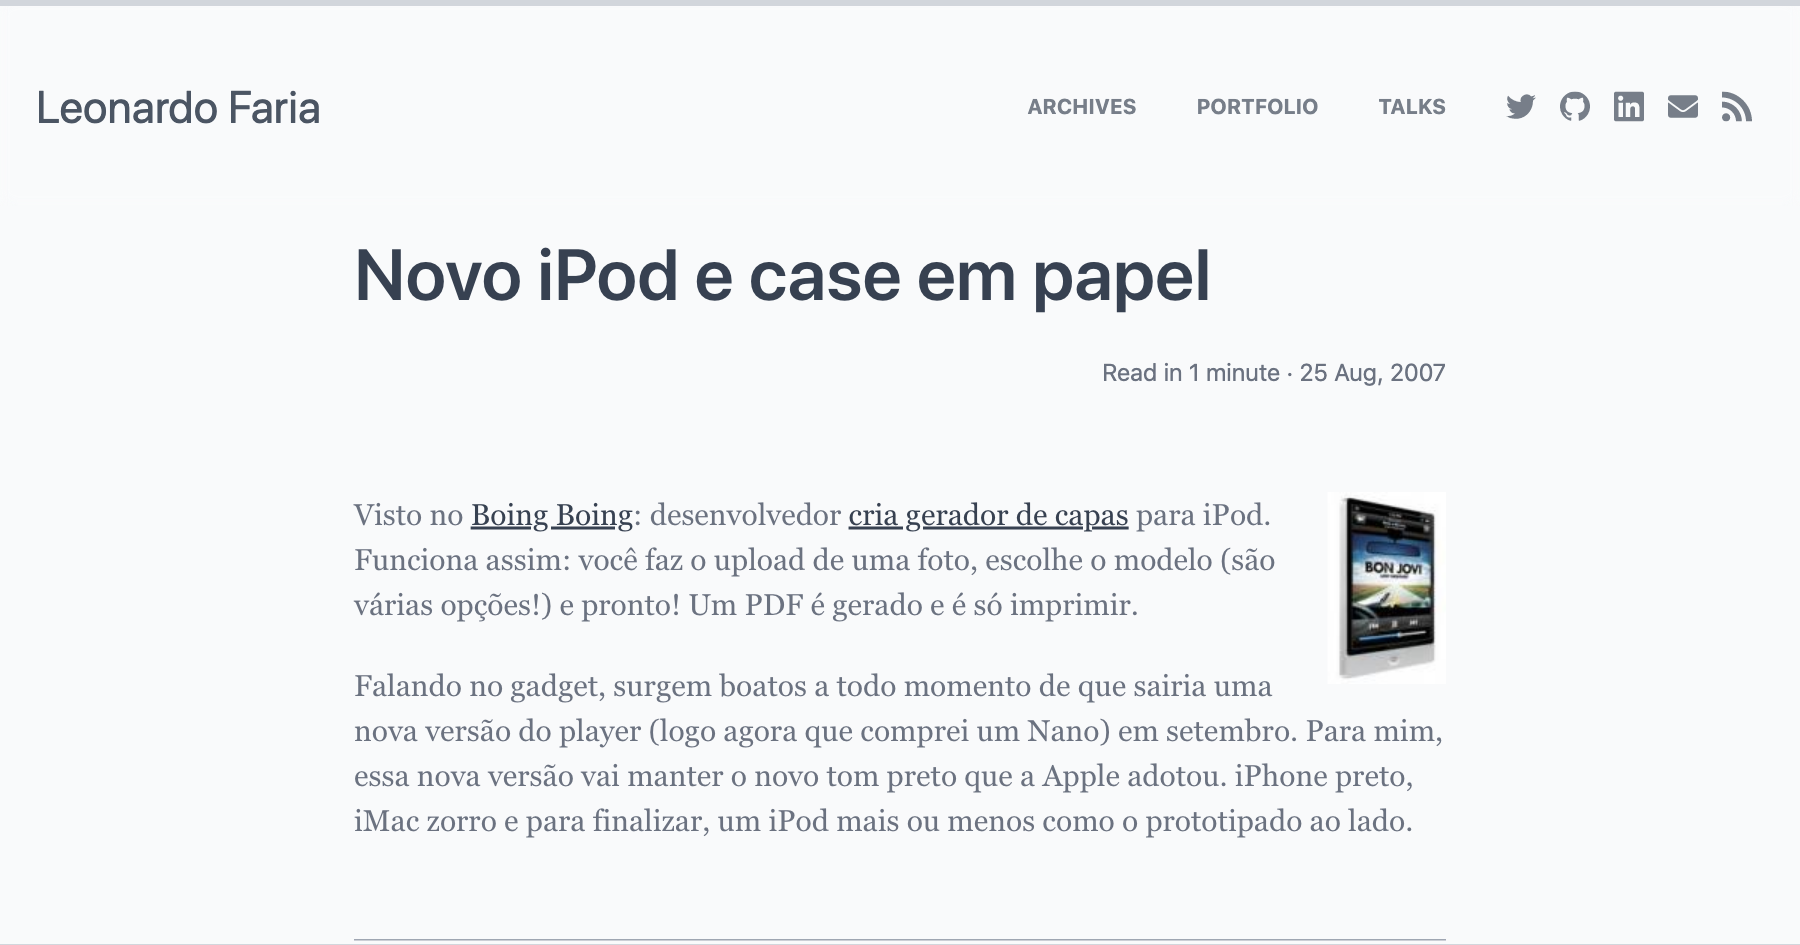 Leonardo Faria
ARCHIVES PORTFOLIO TALKS
Novo iPod e case em papel
Read in 1 minute · 25 Aug, 2007
Visto no Boing Boing: desenvolvedor cria gerador de capas para iPod.
Funciona assim: você faz o upload de uma foto, escolhe o modelo (são
várias opções!) e pronto! Um PDF é gerado e é só imprimir.
BON JOVI
Falando no gadget, surgem boatos a todo momento de que sairia uma
nova versão do player (logo agora que comprei um Nano) em setembro. Para mim,
essa nova versão vai manter o novo tom preto que a Apple adotou. iPhone preto,
iMac zorro e para finalizar, um iPod mais ou menos como o prototipado ao lado.